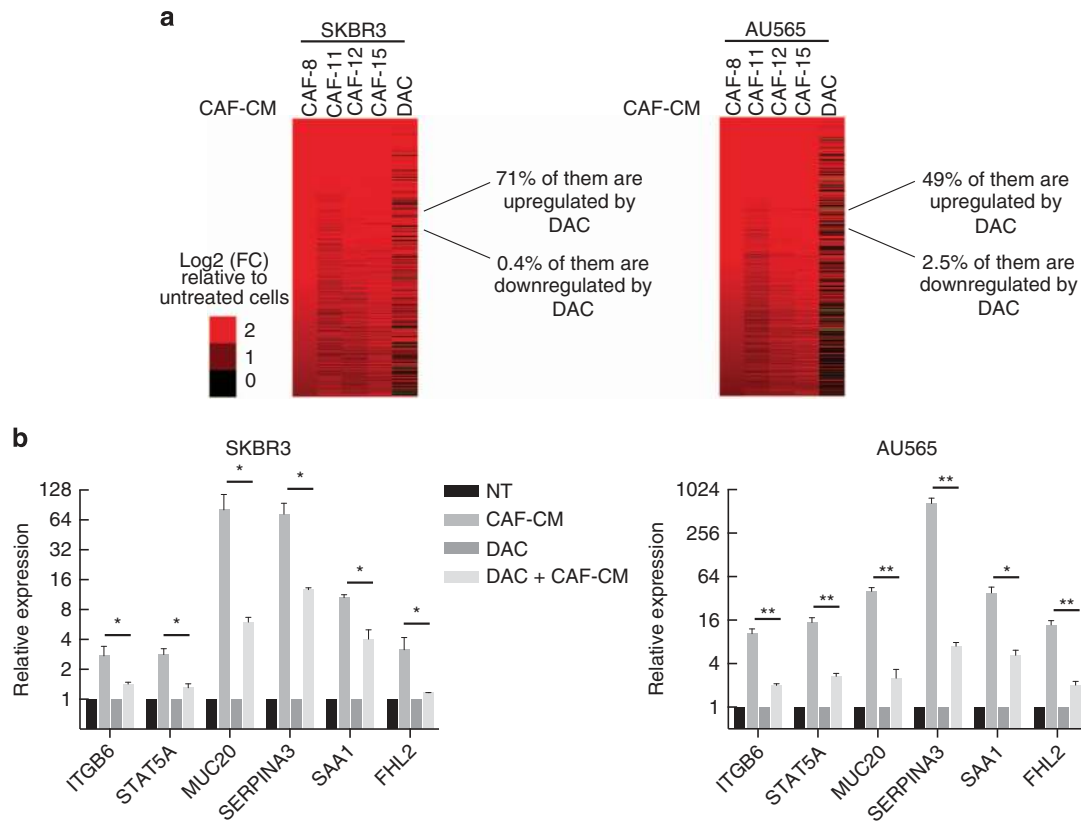 a
SKBR3
CAF-CM
CAF-8
CAF-11
CAF-12
CAF-15
DAC
71% of them are
upregulated by
DAC
0.4% of them are
downregulated by
DAC
Log2 (FC)
relative to
untreated cells
2
1
0
AU565
CAF-CM
CAF-8
CAF-11
CAF-12
CAF-15
DAC
49% of them are
upregulated by
DAC
2.5% of them are
downregulated by
DAC
b
SKBR3
Relative expression
128
64
32
16
8
4
2
1
*
*
*
*
*
*
ITGB6
STAT5A
MUC20
SERPINA3
SAA1
FHL2
NT
CAF-CM
DAC
DAC + CAF-CM
AU565
Relative expression
1024
256
64
16
4
1
**
**
**
**
*
**
ITGB6
STAT5A
MUC20
SERPINA3
SAA1
FHL2